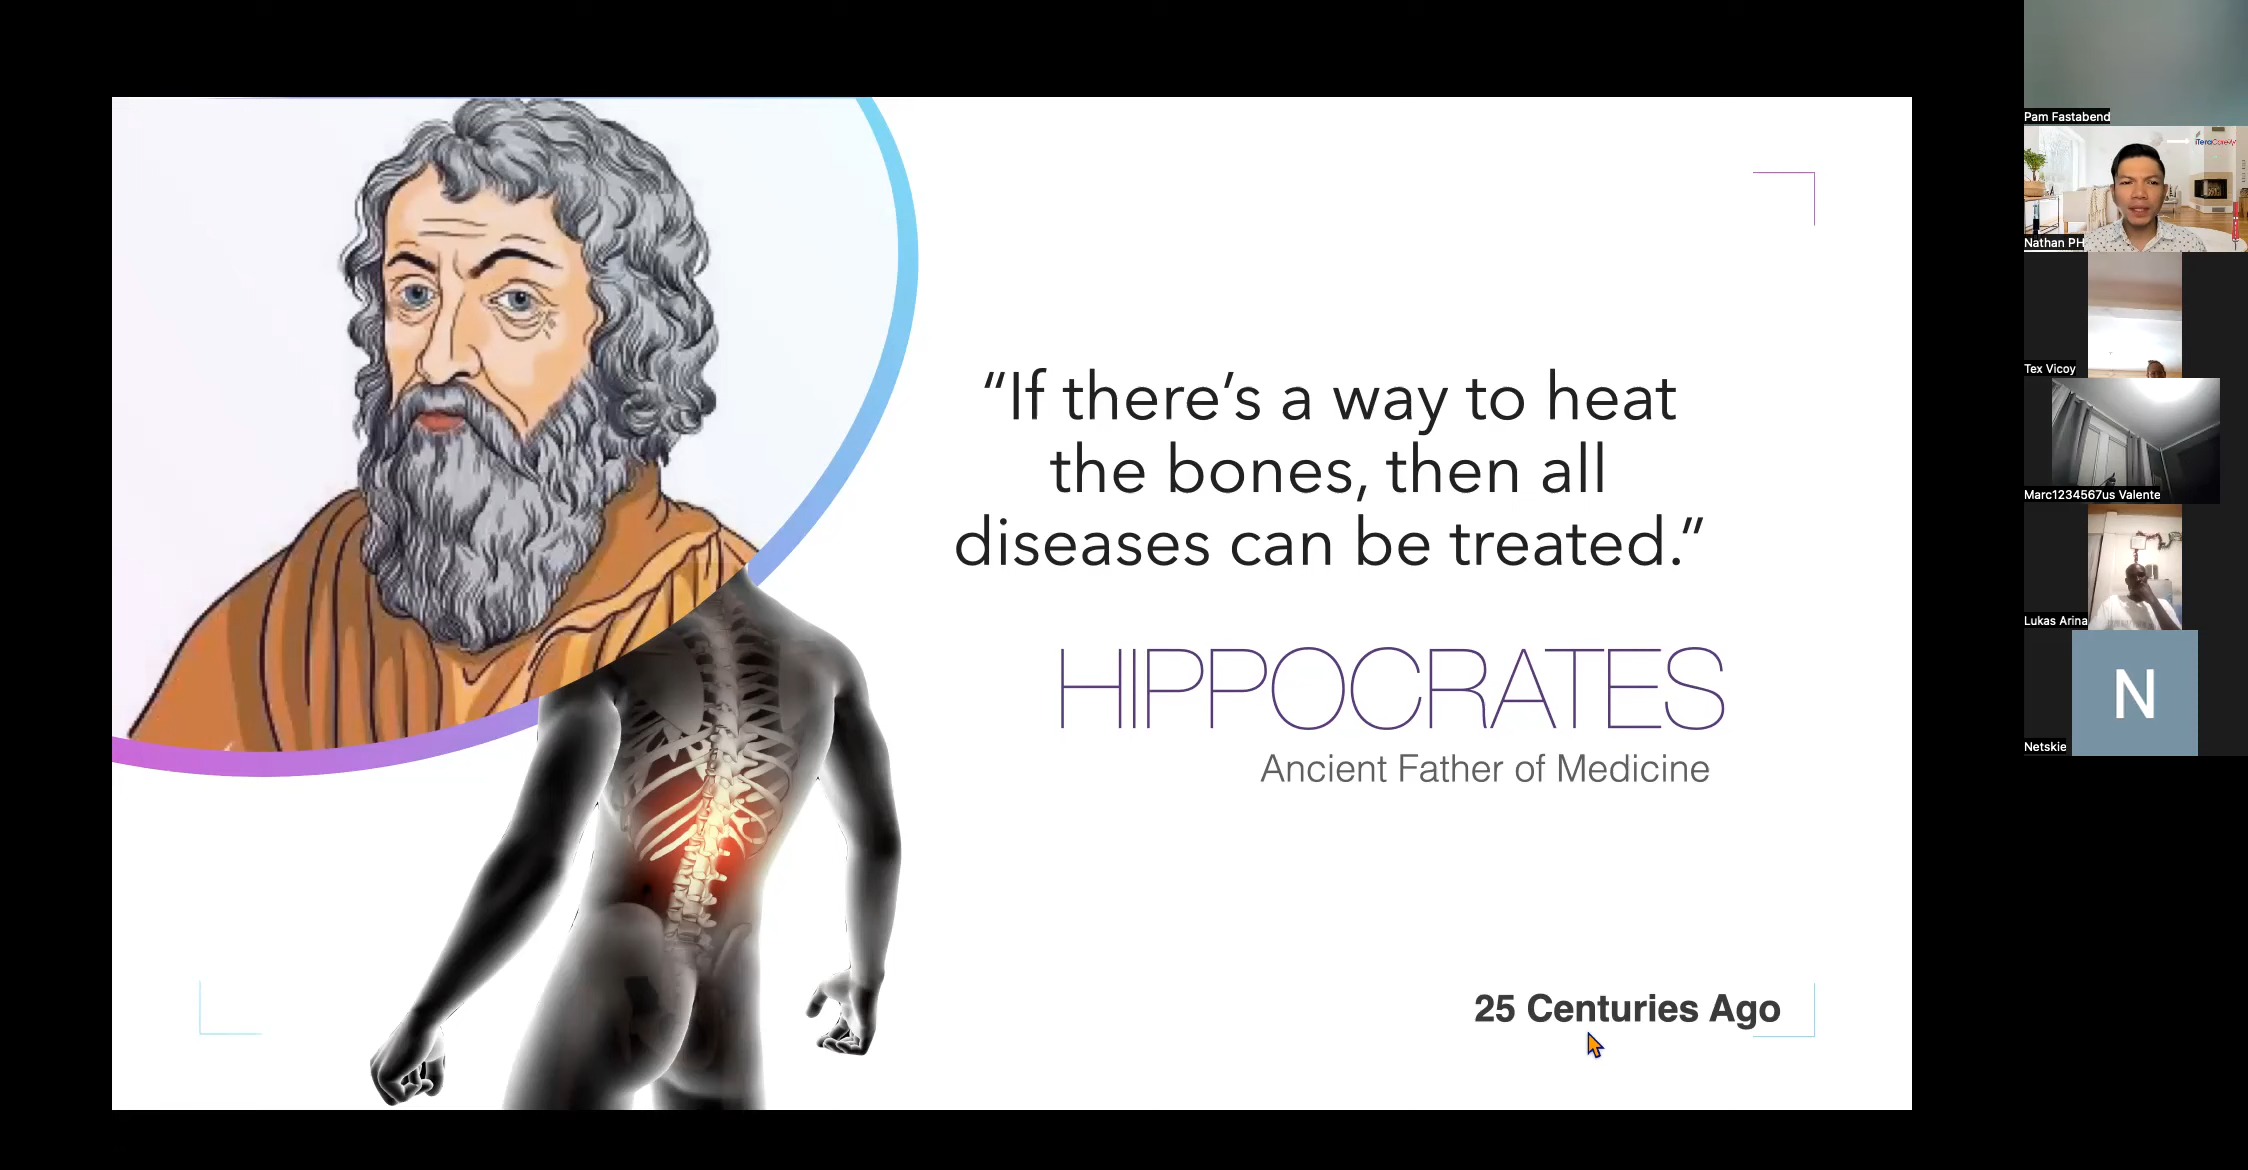 “If there’s a way to heat
the bones, then all
diseases can be treated.”
HIPPOCRATES
Ancient Father of Medicine
25 Centuries Ago
Pam Fastabend
iTeraCare
Nathan PH
Tex Vicoy
Marc1234567us Valente
Lukas Arina
N
Netskie